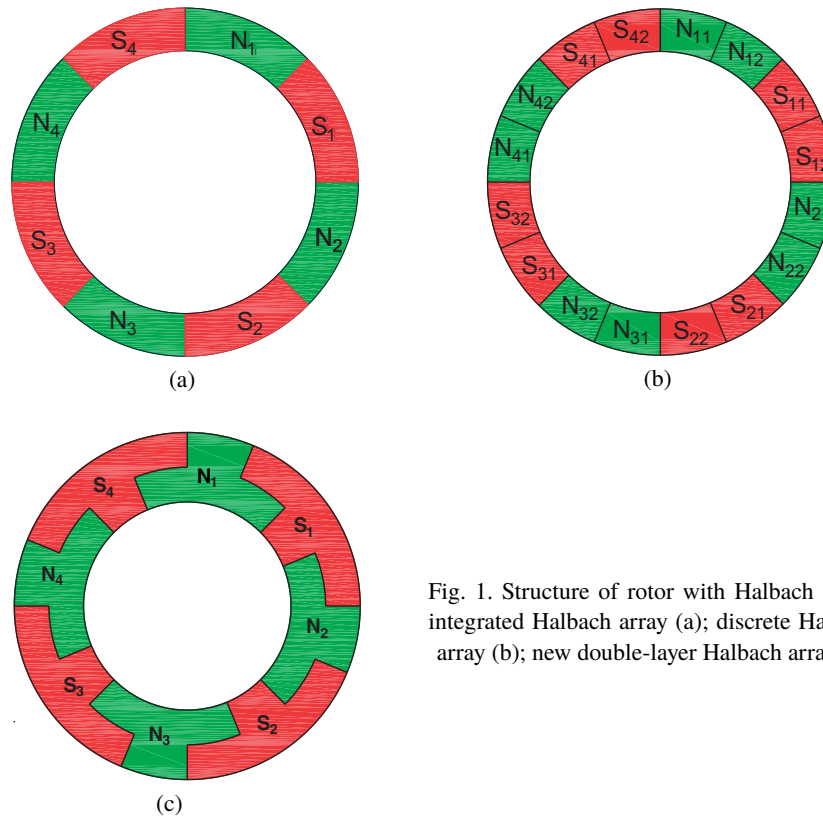 S4 N1
N4 S1
S3 N2
N3 S2
(a)
S41 S42 N11 N12
N42 S11
N41 S12
S32 N2
S31 N22
N32 N31 S22 S21
(b)
S4 N1
S1
N4 N2
S3 S2
N3
(c)
Fig. 1. Structure of rotor with Halbach
integrated Halbach array (a); discrete Ha
array (b); new double-layer Halbach arra